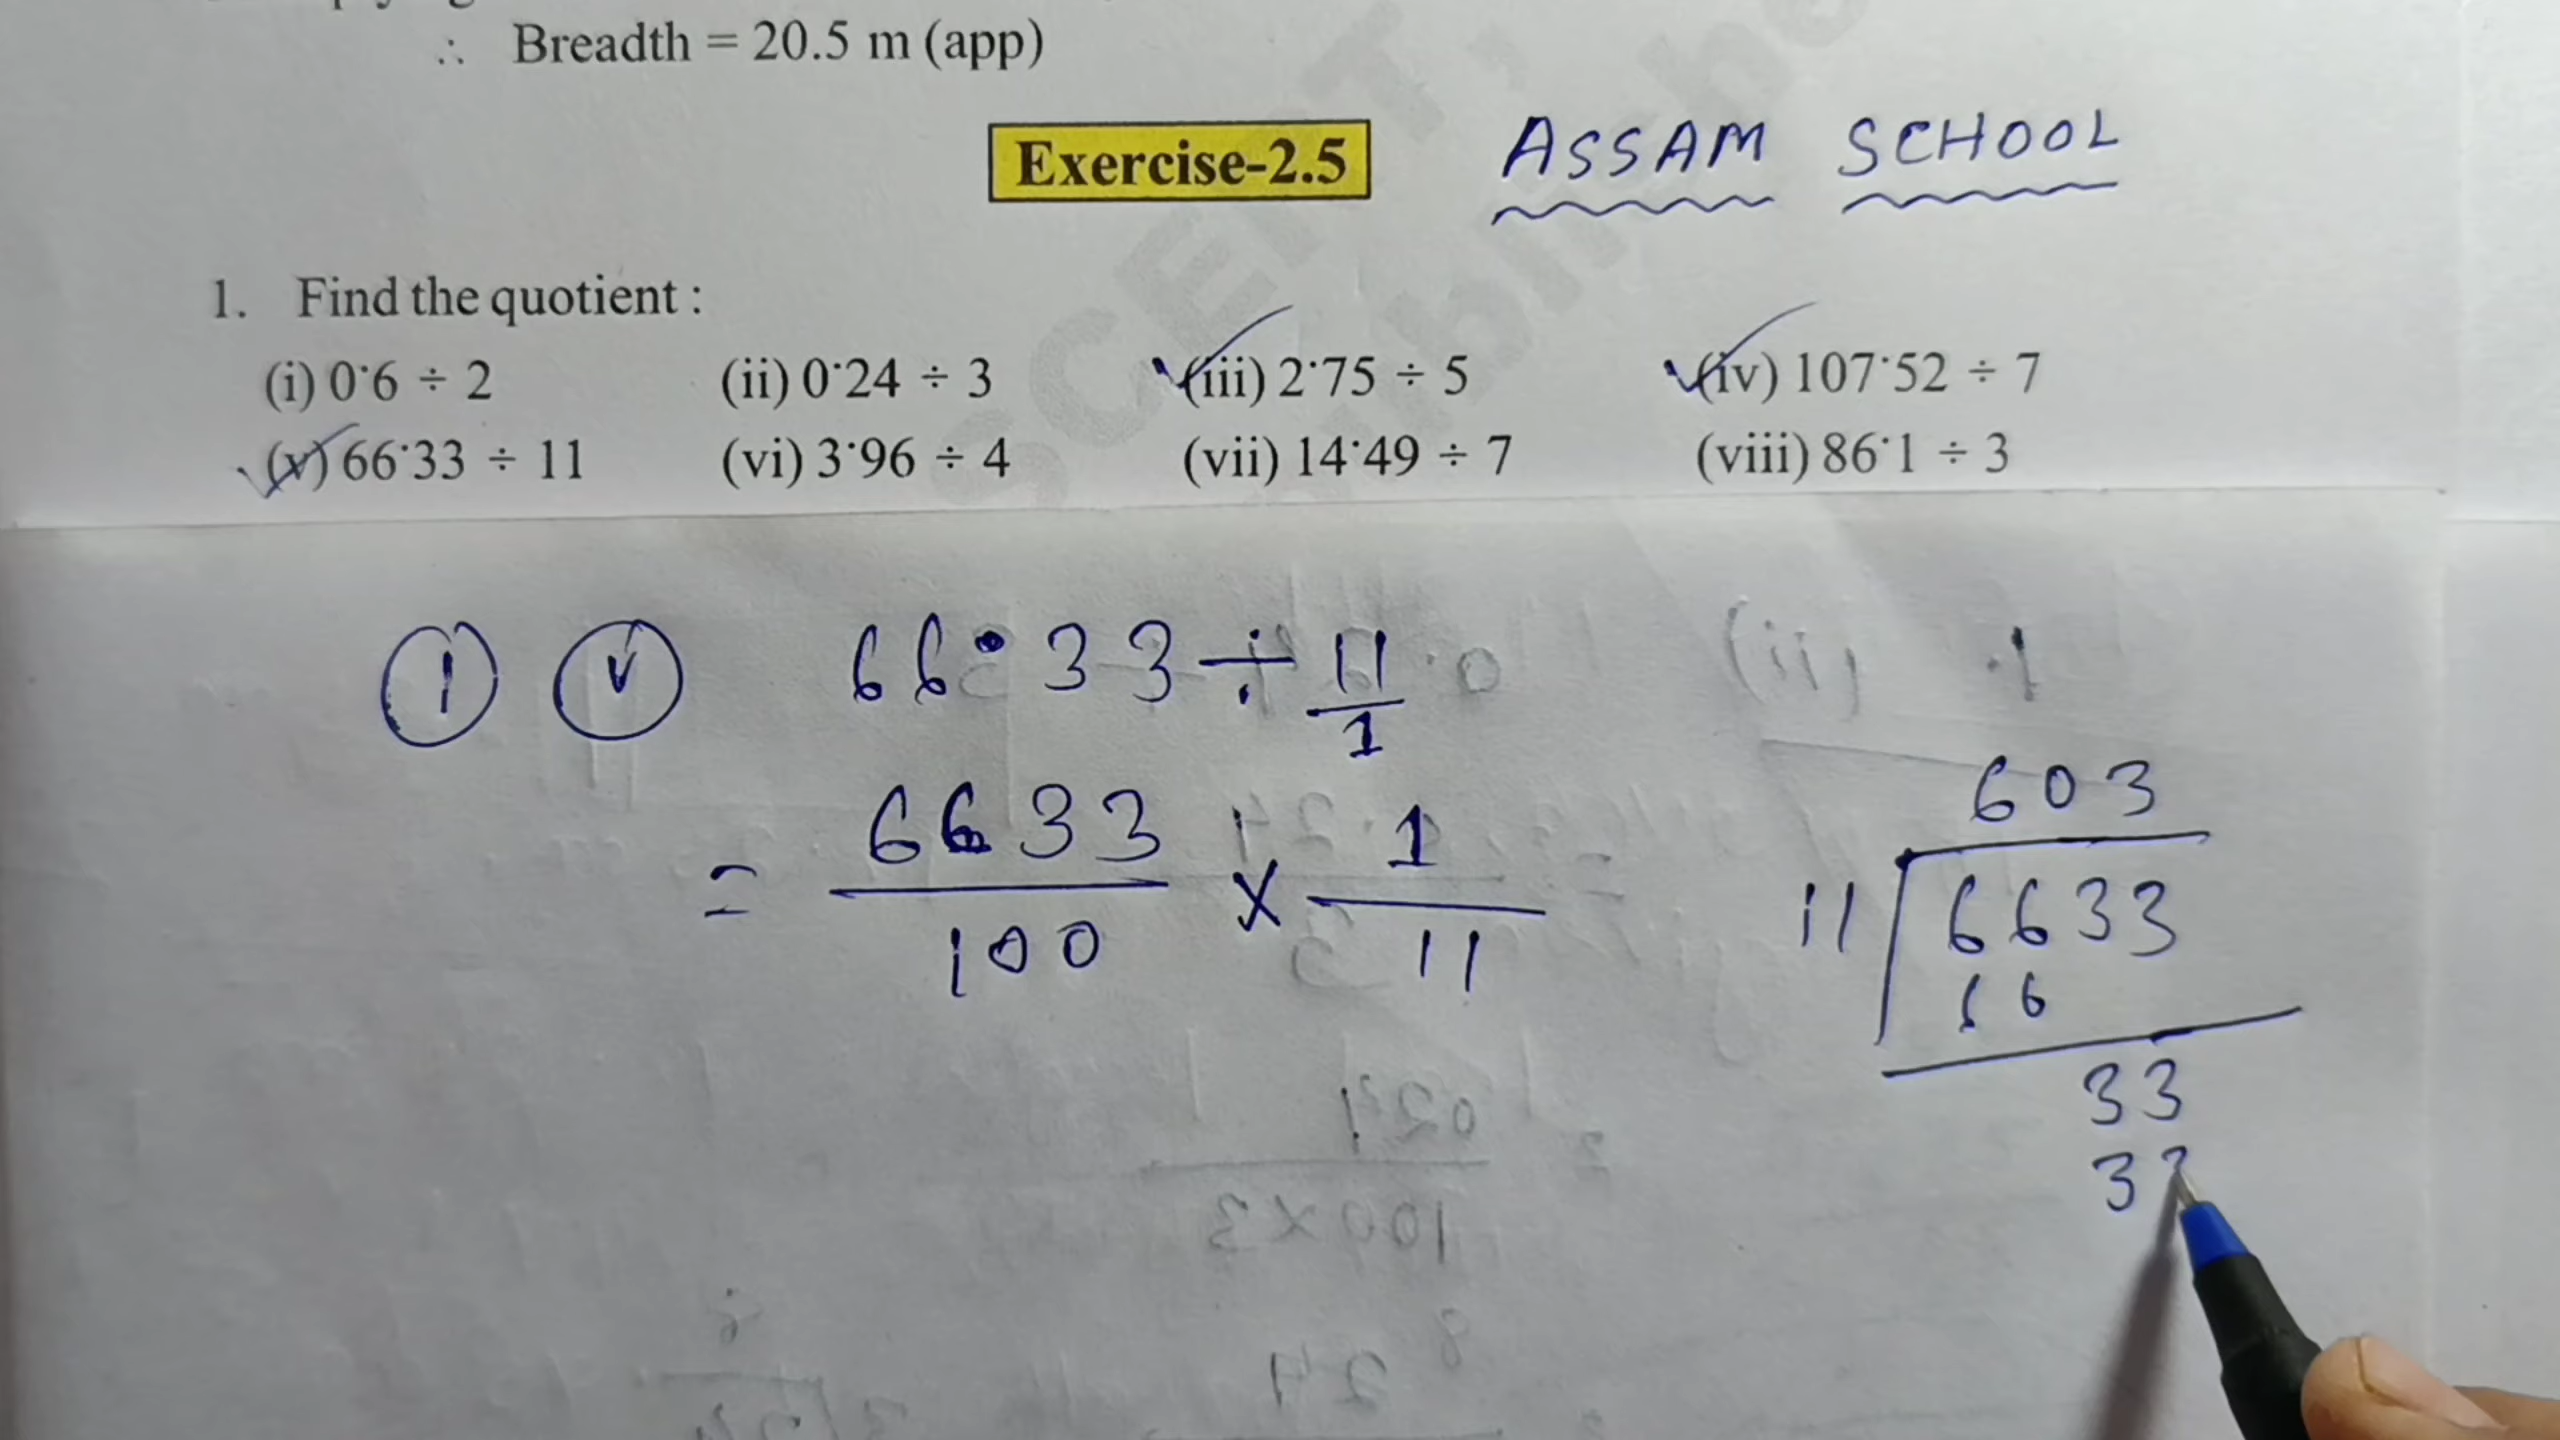 ∴ Breadth = 20.5 m (app)
Exercise-2.5 ASSAM SCHOOL
1. Find the quotient :
(i) 0·6 ÷ 2 (ii) 0·24 ÷ 3 (iii) 2·75 ÷ 5 (iv) 107·52 ÷ 7
(v) 66·33 ÷ 11 (vi) 3·96 ÷ 4 (vii) 14·49 ÷ 7 (viii) 86·1 ÷ 3
1 v 66·33 ÷ 11/1
= 6633/100 × 1/11
603
11 6633
66
33
33